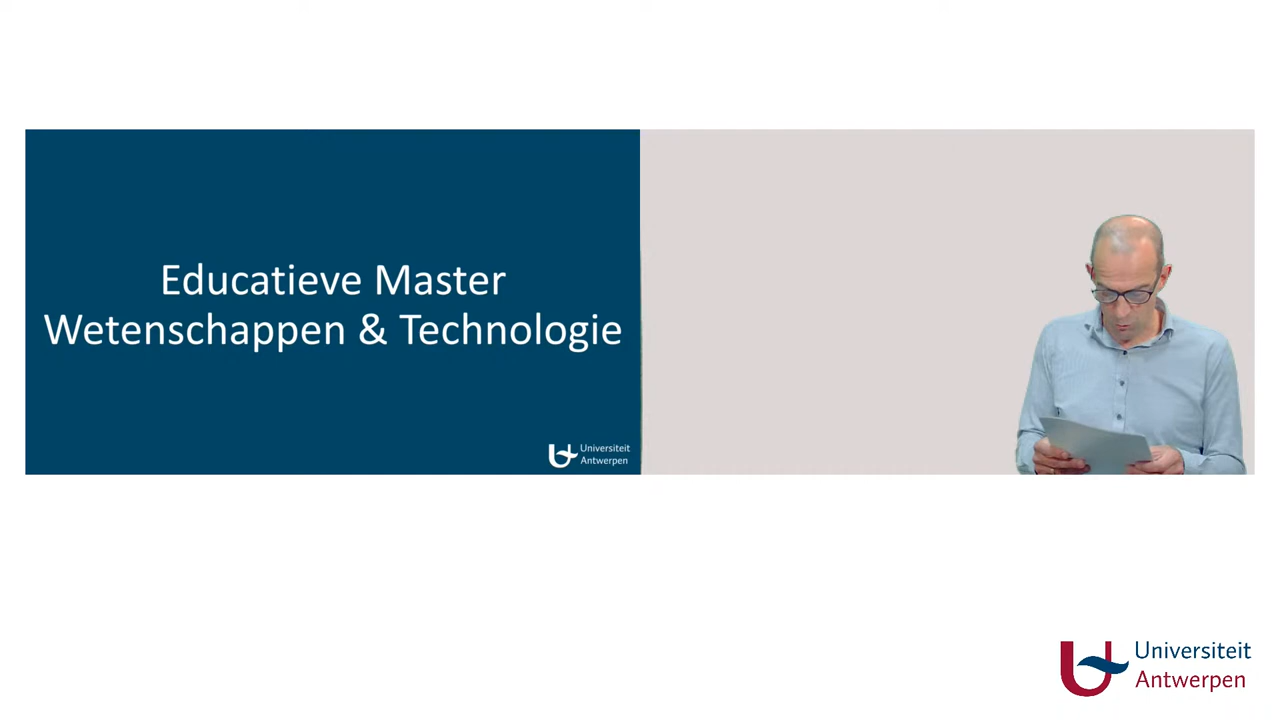 Educatieve Master
Wetenschappen & Technologie
Universiteit
Antwerpen
Universiteit
Antwerpen